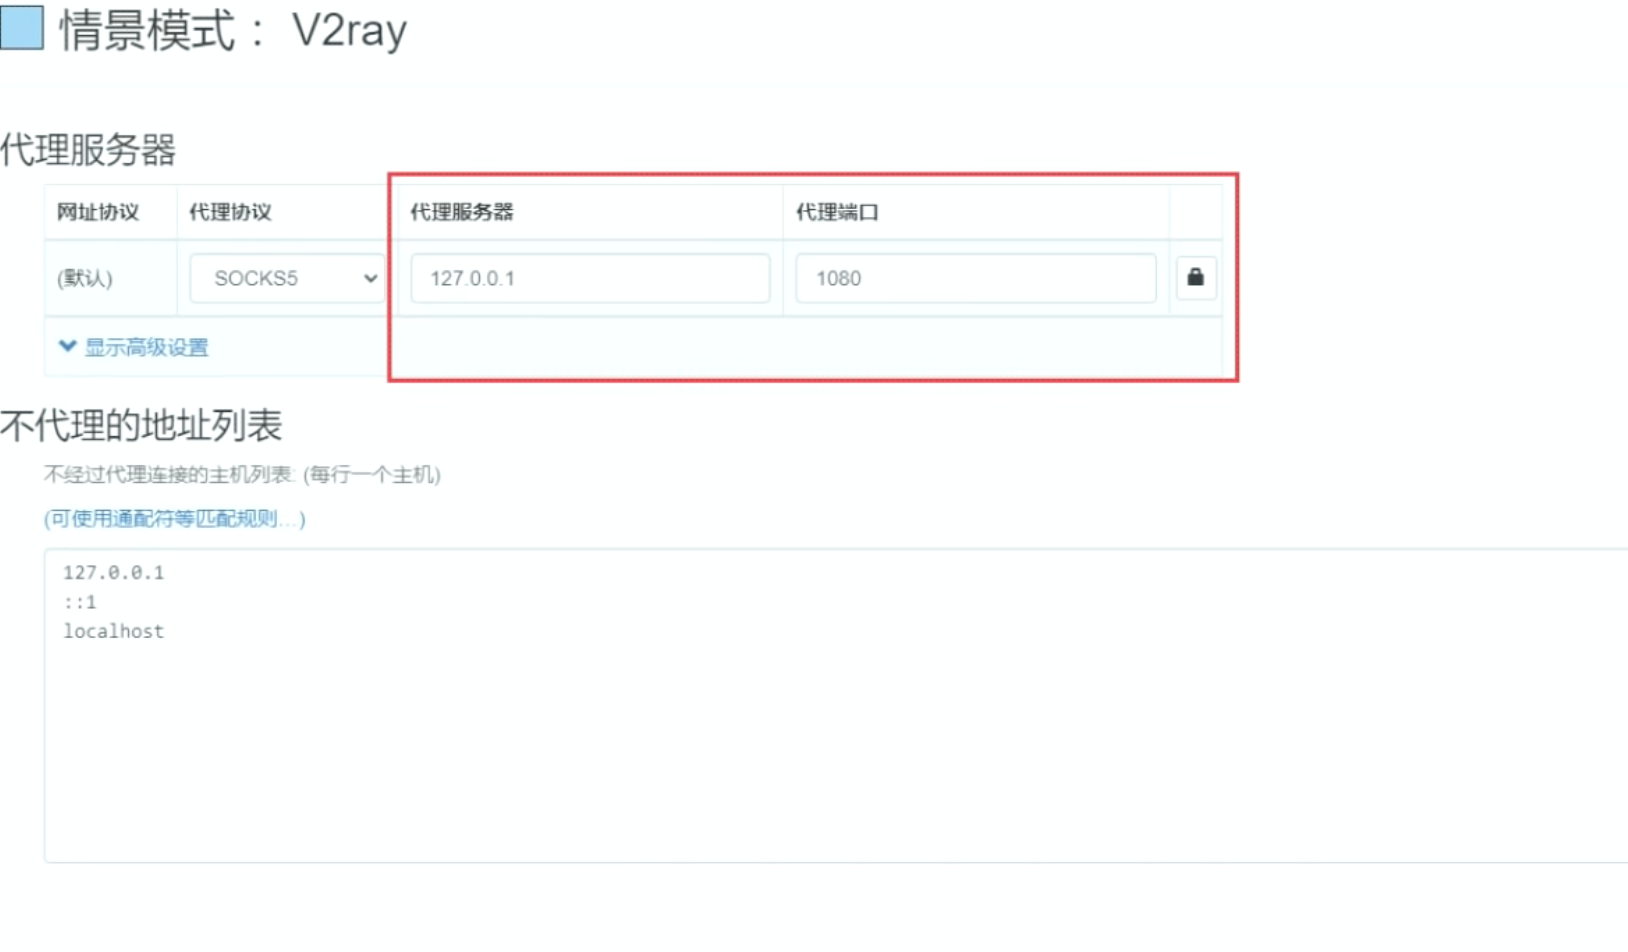 情景模式： V2ray
代理服务器
网址协议 代理协议 代理服务器 代理端口
(默认) SOCKS5 127.0.0.1 1080
显示高级设置
不代理的地址列表
不经过代理连接的主机列表: (每行一个主机)
(可使用通配符等匹配规则...)
127.0.0.1
::1
localhost